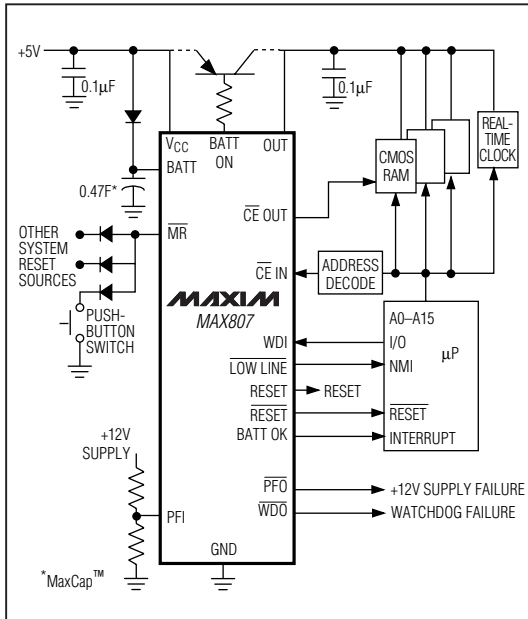 +5V
0.1µF
0.1µF
VCC
BATT ON
OUT
BATT
0.47F*
CMOS RAM
REAL-TIME CLOCK
CE OUT
OTHER SYSTEM RESET SOURCES
MR
CE IN
ADDRESS DECODE
MAXIM
MAX807
PUSH-BUTTON SWITCH
A0–A15
WDI
I/O
µP
LOW LINE
NMI
RESET
RESET
RESET
RESET
BATT OK
INTERRUPT
+12V SUPPLY
PFO
+12V SUPPLY FAILURE
PFI
WDO
WATCHDOG FAILURE
GND
*MaxCap™